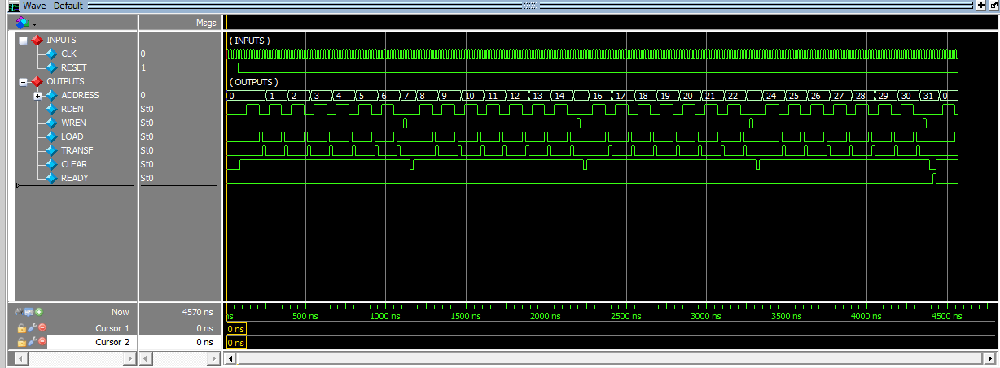 Wave - Default
Msgs
INPUTS
CLK 0
RESET 1
OUTPUTS
ADDRESS 0
RDEN St0
WREN St0
LOAD St0
TRANSF St0
CLEAR St0
READY St0
( INPUTS )
( OUTPUTS )
0 1 2 3 4 5 6 7 8 9 10 11 12 13 14 16 17 18 19 20 21 22 24 25 26 27 28 29 30 31 0
Now 4570 ns
ns 500 ns 1000 ns 1500 ns 2000 ns 2500 ns 3000 ns 3500 ns 4000 ns 4500 ns
Cursor 1 0 ns 0 ns
Cursor 2 0 ns 0 ns